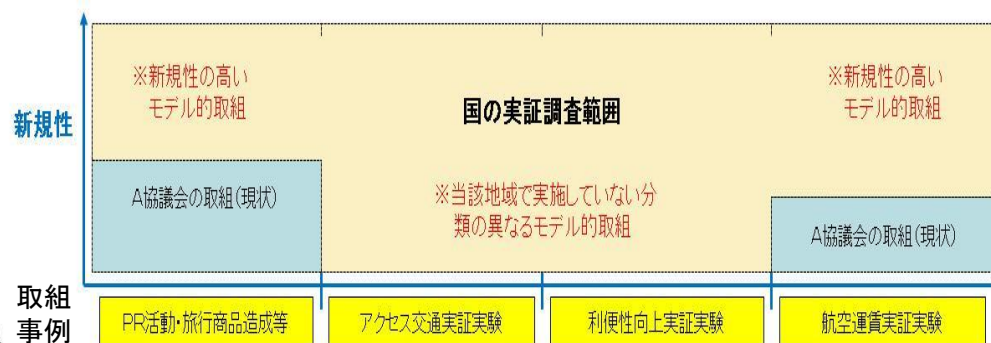 ※新規性の高い
モデル的取組
※新規性の高い
モデル的取組
国の実証調査範囲
新規性
A協議会の取組(現状)
※当該地域で実施していない分
類の異なるモデル的取組
A協議会の取組(現状)
取組
事例
PR活動・旅行商品造成等
アクセス交通実証実験
利便性向上実証実験
航空運賃実証実験